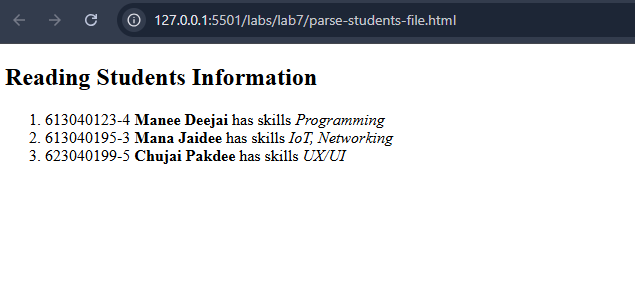 127.0.0.1:5501/labs/lab7/parse-students-file.html
Reading Students Information
1. 613040123-4 Manee Deejai has skills Programming
2. 613040195-3 Mana Jaidee has skills IoT, Networking
3. 623040199-5 Chujai Pakdee has skills UX/UI